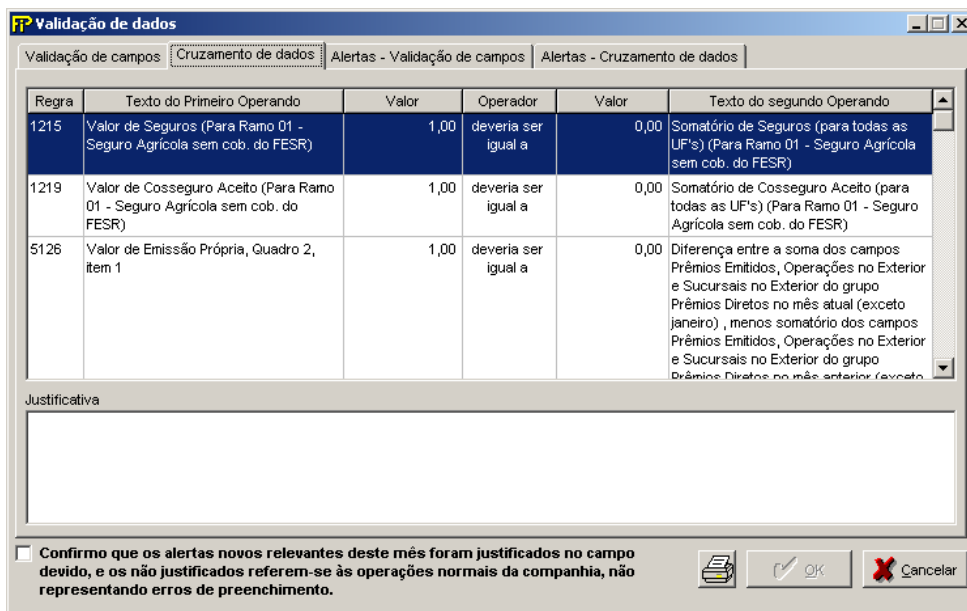 FIP Validação de dados
Validação de campos Cruzamento de dados Alertas - Validação de campos Alertas - Cruzamento de dados
Regra Texto do Primeiro Operando Valor Operador Valor Texto do segundo Operando
1215 Valor de Seguros (Para Ramo 01 - 1,00 deveria ser 0,00 Somatório de Seguros (para todas as
Seguro Agrícola sem cob. do FESR) igual a UF's) (Para Ramo 01 - Seguro Agrícola
sem cob. do FESR)
1219 Valor de Cosseguro Aceito (Para Ramo 1,00 deveria ser 0,00 Somatório de Cosseguro Aceito (para
01 - Seguro Agrícola sem cob. do igual a todas as UF's) (Para Ramo 01 - Seguro
FESR) Agrícola sem cob. do FESR)
5126 Valor de Emissão Própria, Quadro 2, 1,00 deveria ser 0,00 Diferença entre a soma dos campos
item 1 igual a Prêmios Emitidos, Operações no Exterior
e Sucursais no Exterior do grupo
Prêmios Diretos no mês atual (exceto
janeiro) , menos somatório dos campos
Prêmios Emitidos, Operações no Exterior
e Sucursais no Exterior do grupo
Prêmios Diretos no mês anterior (exceto
Justificativa
Confirmo que os alertas novos relevantes deste mês foram justificados no campo
devido, e os não justificados referem-se às operações normais da companhia, não
representando erros de preenchimento.
OK Cancelar